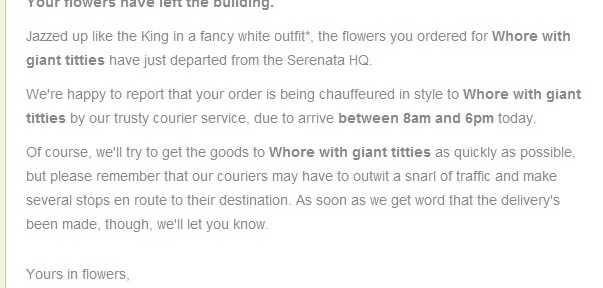 Your flowers have left the building.
Jazzed up like the King in a fancy white outfit*, the flowers you ordered for Whore with
giant titties have just departed from the Serenata HQ.
We're happy to report that your order is being chauffeured in style to Whore with giant
titties by our trusty courier service, due to arrive between 8am and 6pm today.
Of course, we'll try to get the goods to Whore with giant titties as quickly as possible,
but please remember that our couriers may have to outwit a snarl of traffic and make
several stops en route to their destination. As soon as we get word that the delivery's
been made, though, we'll let you know.
Yours in flowers,